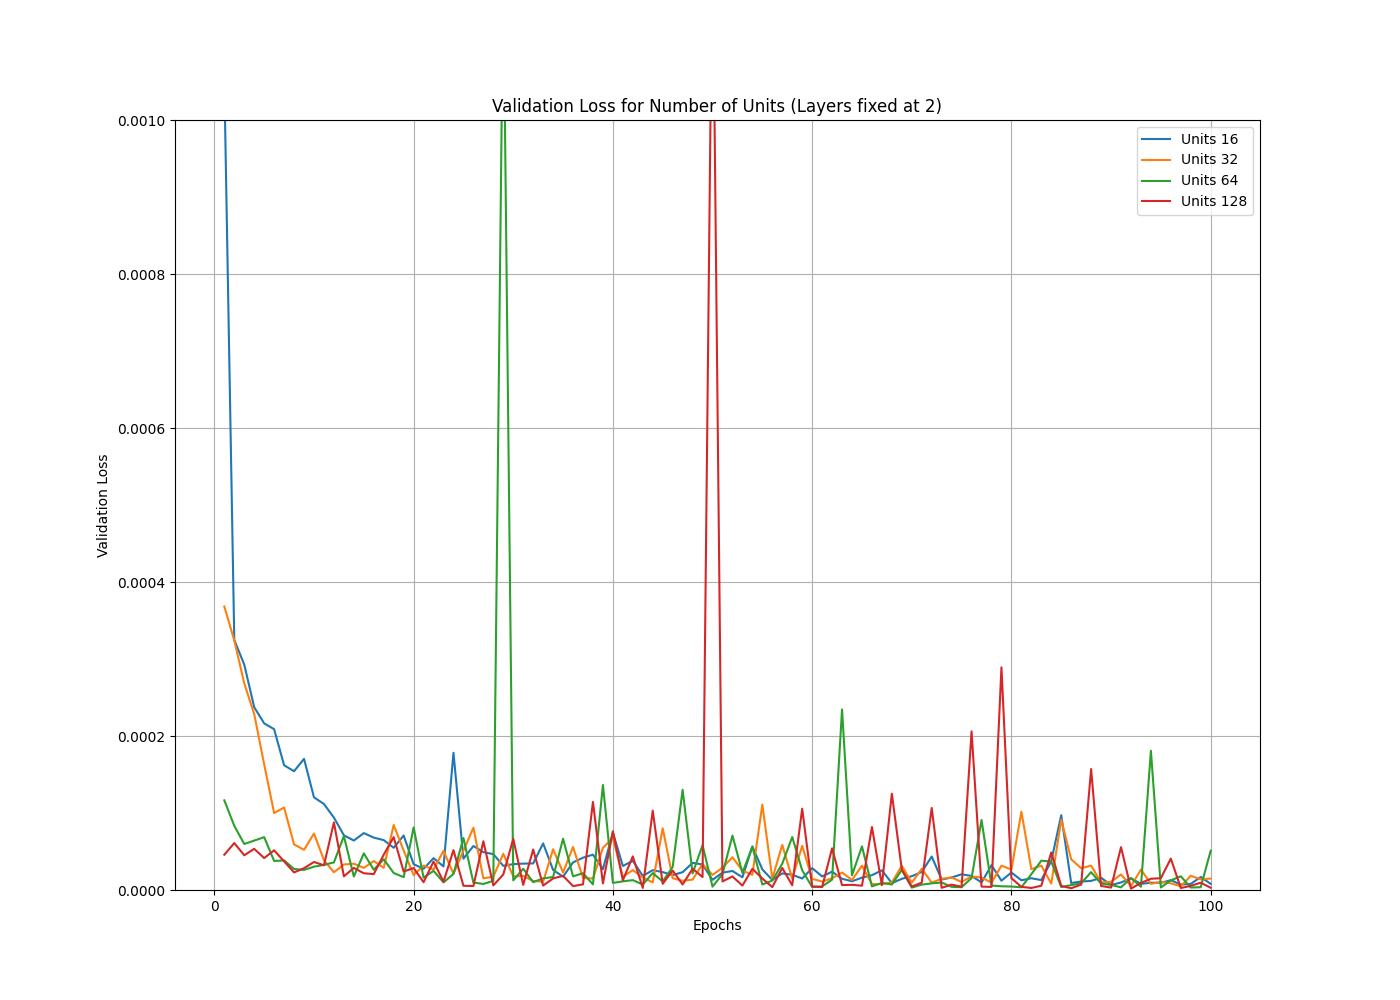 Validation Loss for Number of Units (Layers fixed at 2)
Units 16
Units 32
Units 64
Units 128
0.0010
0.0008
0.0006
0.0004
0.0002
0.0000
Validation Loss
0 20 40 60 80 100
Epochs